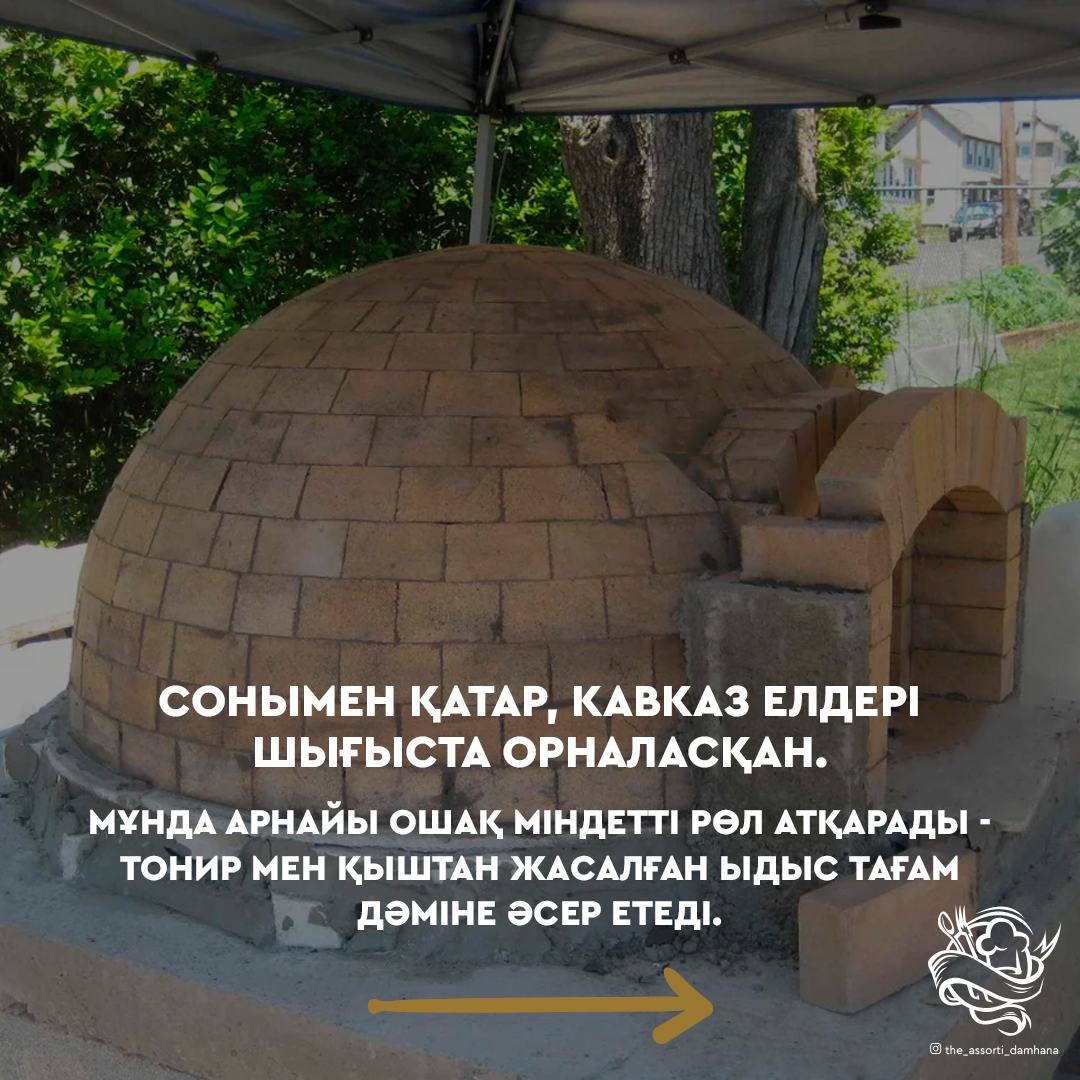 СОНЫМЕН ҚАТАР, КАВКАЗ ЕЛДЕРІ
ШЫҒЫСТА ОРНАЛАСҚАН.
МҰНДА АРНАЙЫ ОШАҚ МІНДЕТТІ РӨЛ АТҚАРАДЫ -
ТОНИР МЕН ҚЫШТАН ЖАСАЛҒАН ЫДЫС ТАҒАМ
ДӘМІНЕ ӘСЕР ЕТЕДІ.
the_assorti_damhana